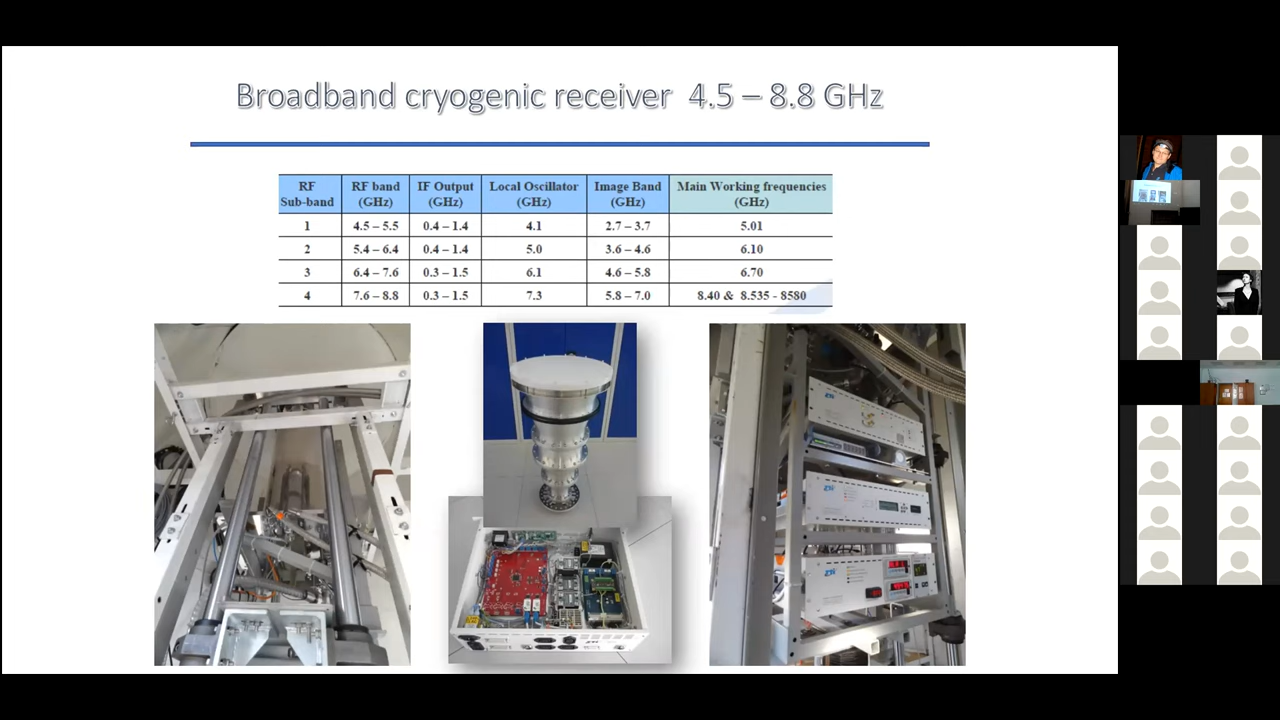 Broadband cryogenic receiver 4.5 – 8.8 GHz
RF Sub-band RF band (GHz) IF Output (GHz) Local Oscillator (GHz) Image Band (GHz) Main Working frequencies (GHz)
1 4.5 – 5.5 0.4 – 1.4 4.1 2.7 – 3.7 5.01
2 5.4 – 6.4 0.4 – 1.4 5.0 3.6 – 4.6 6.10
3 6.4 – 7.6 0.3 – 1.5 6.1 4.6 – 5.8 6.70
4 7.6 – 8.8 0.3 – 1.5 7.3 5.8 – 7.0 8.40 & 8.535 - 8580